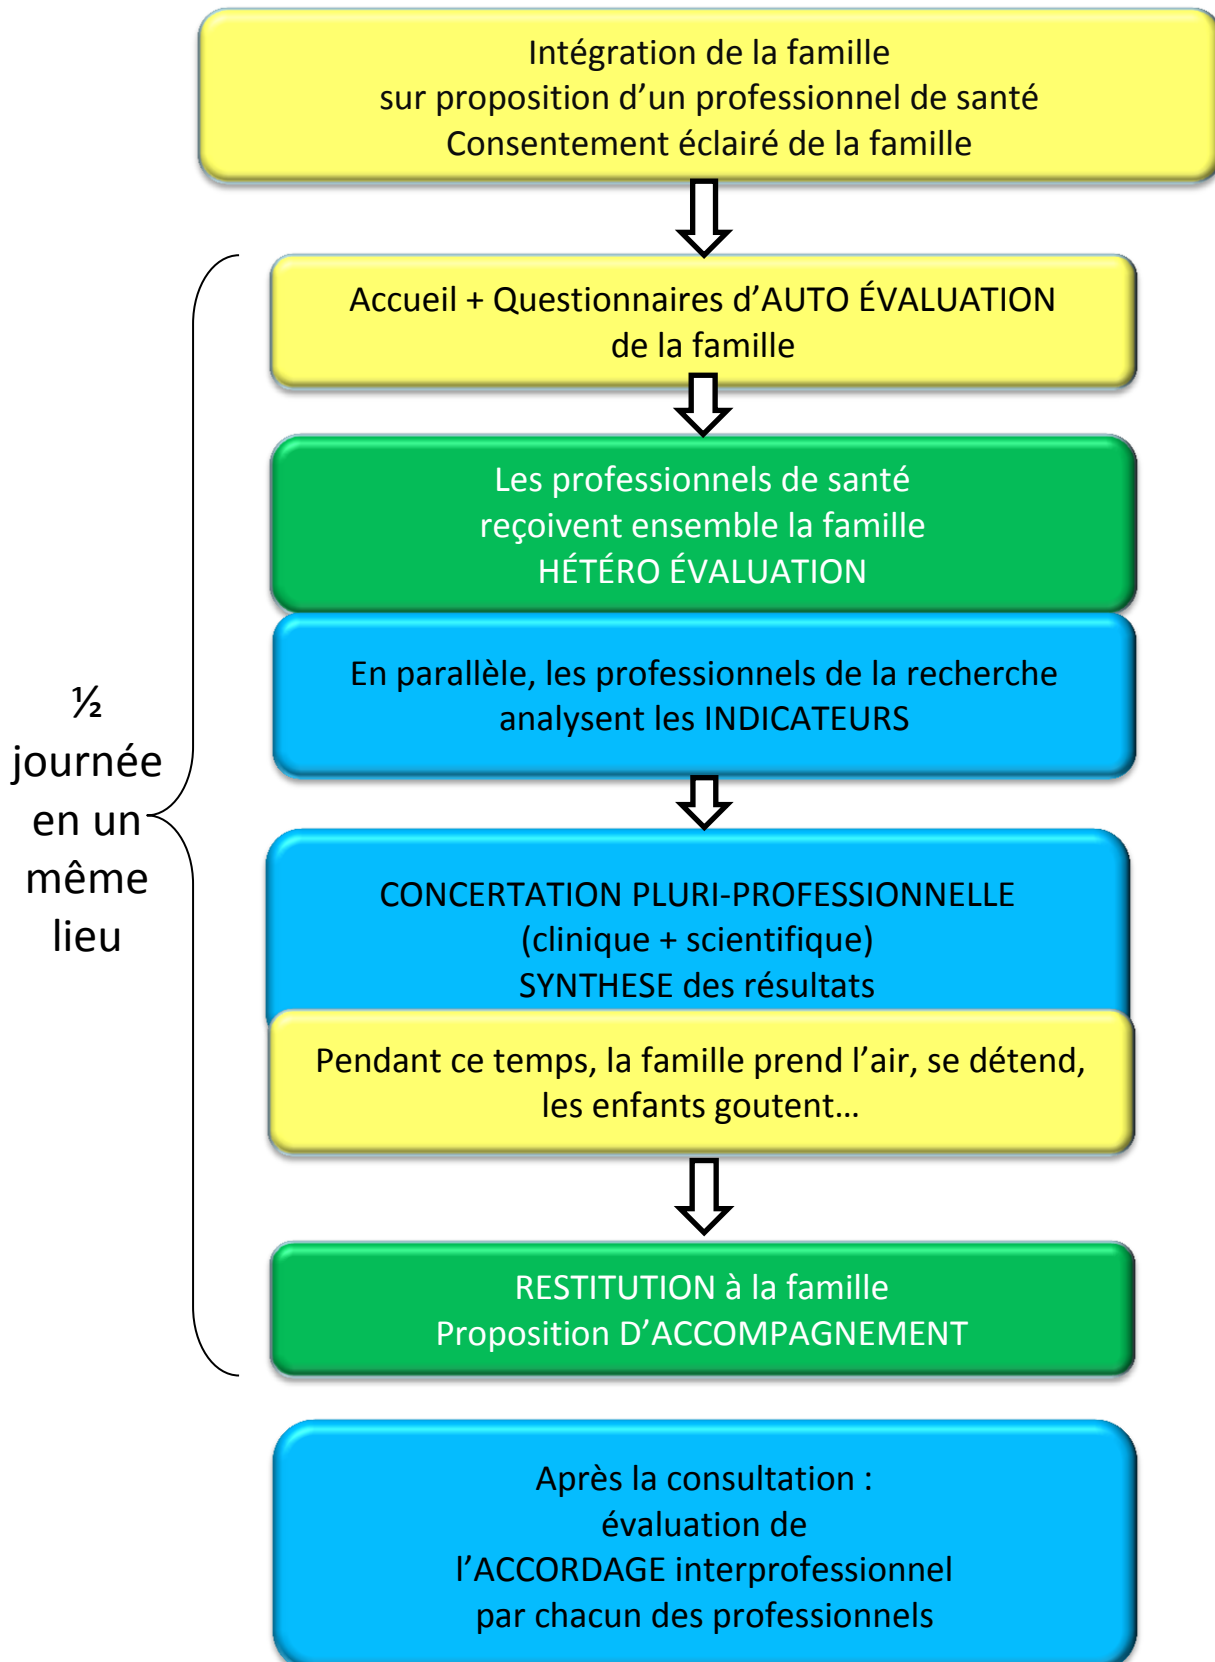 Intégration de la famille
sur proposition d’un professionnel de santé
Consentement éclairé de la famille
Accueil + Questionnaires d’AUTO ÉVALUATION
de la famille
Les professionnels de santé
reçoivent ensemble la famille
HÉTÉRO ÉVALUATION
En parallèle, les professionnels de la recherche
analysent les INDICATEURS
½
journée
en un
même
lieu
CONCERTATION PLURI-PROFESSIONNELLE
(clinique + scientifique)
SYNTHESE des résultats
Pendant ce temps, la famille prend l’air, se détend,
les enfants goutent…
RESTITUTION à la famille
Proposition D’ACCOMPAGNEMENT
Après la consultation :
évaluation de
l’ACCORDAGE interprofessionnel
par chacun des professionnels